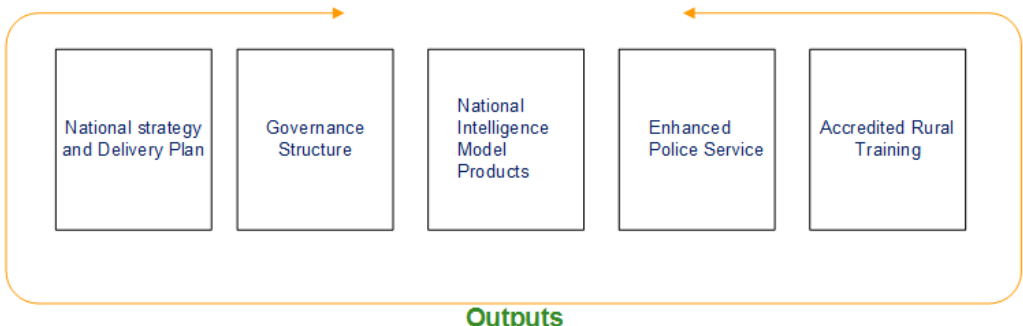 National strategy
and Delivery Plan
Governance
Structure
National
Intelligence
Model
Products
Enhanced
Police Service
Accredited Rural
Training
Outputs